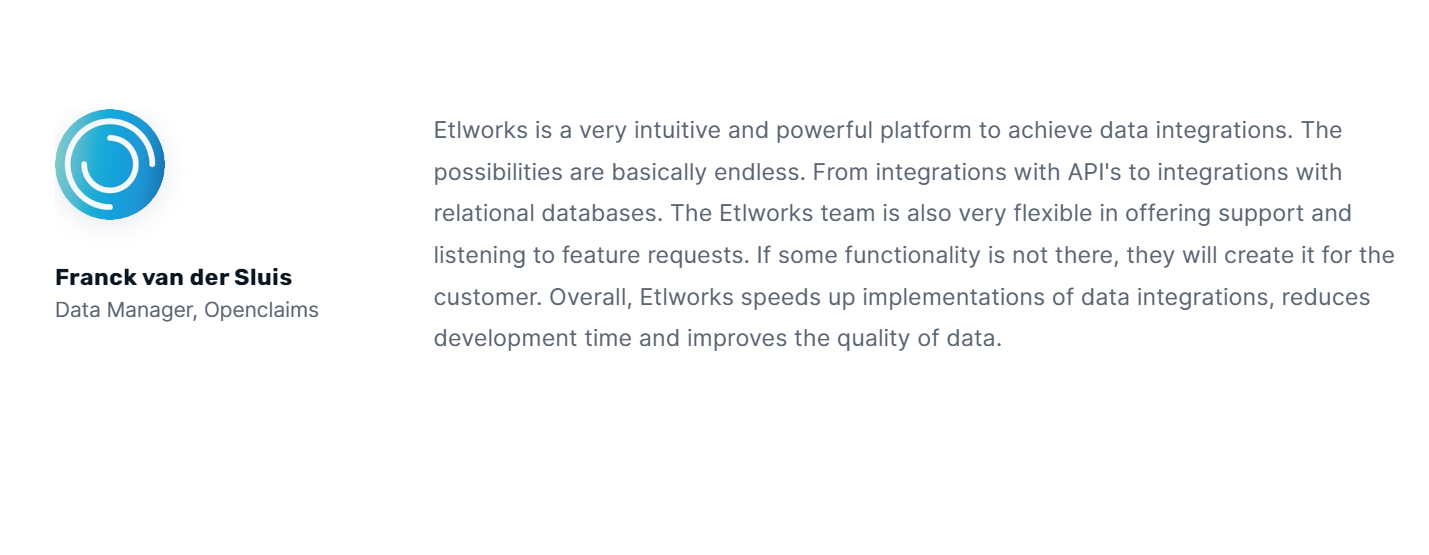 Franck van der Sluis
Data Manager, Openclaims
Etlworks is a very intuitive and powerful platform to achieve data integrations. The
possibilities are basically endless. From integrations with API's to integrations with
relational databases. The Etlworks team is also very flexible in offering support and
listening to feature requests. If some functionality is not there, they will create it for the
customer. Overall, Etlworks speeds up implementations of data integrations, reduces
development time and improves the quality of data.